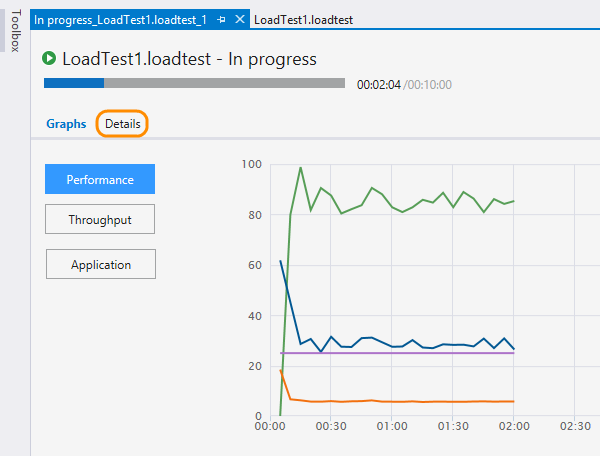 Toolbox
In progress_LoadTest1.loadtest_1 LoadTest1.loadtest
LoadTest1.loadtest - In progress
00:02:04/00:10:00
Graphs Details
Performance
Throughput
Application
100
80
60
40
20
0
00:00 00:30 01:00 01:30 02:00 02:30